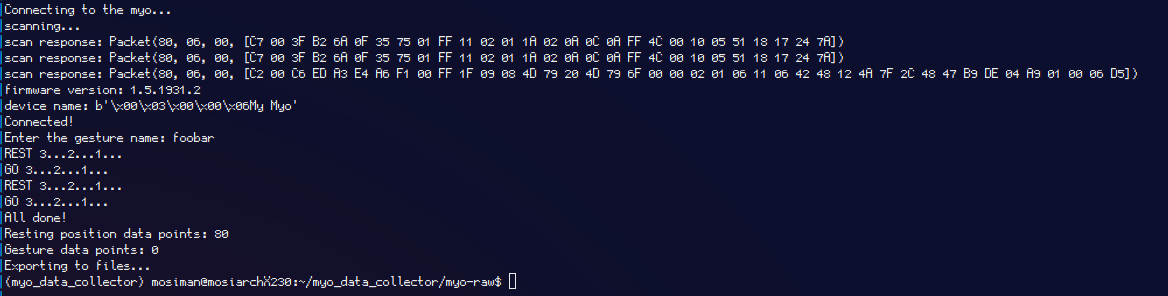 Connecting to the myo...
scanning...
scan response: Packet(80, 06, 00, [C7 00 3F B2 6A 0F 35 75 01 FF 11 02 01 1A 02 0A 0C 0A FF 4C 00 10 05 51 18 17 24 7A])
scan response: Packet(80, 06, 00, [C7 00 3F B2 6A 0F 35 75 01 FF 11 02 01 1A 02 0A 0C 0A FF 4C 00 10 05 51 18 17 24 7A])
scan response: Packet(80, 06, 00, [C2 00 C6 ED A3 E4 A6 F1 00 FF 1F 09 08 4D 79 20 4D 79 6F 00 00 02 01 06 11 06 42 48 12 4A 7F 2C 48 47 B9 DE 04 A9 01 00 06 D5])
firmware version: 1.5.1931.2
device name: b'\x00\x03\x00\x00\x06My Myo'
Connected!
Enter the gesture name: foobar
REST 3...2...1...
GO 3...2...1...
REST 3...2...1...
GO 3...2...1...
All done!
Resting position data points: 80
Gesture data points: 0
Exporting to files...
(myo_data_collector) mosiman@mosiarchX230:~/myo_data_collector/myo-raw$